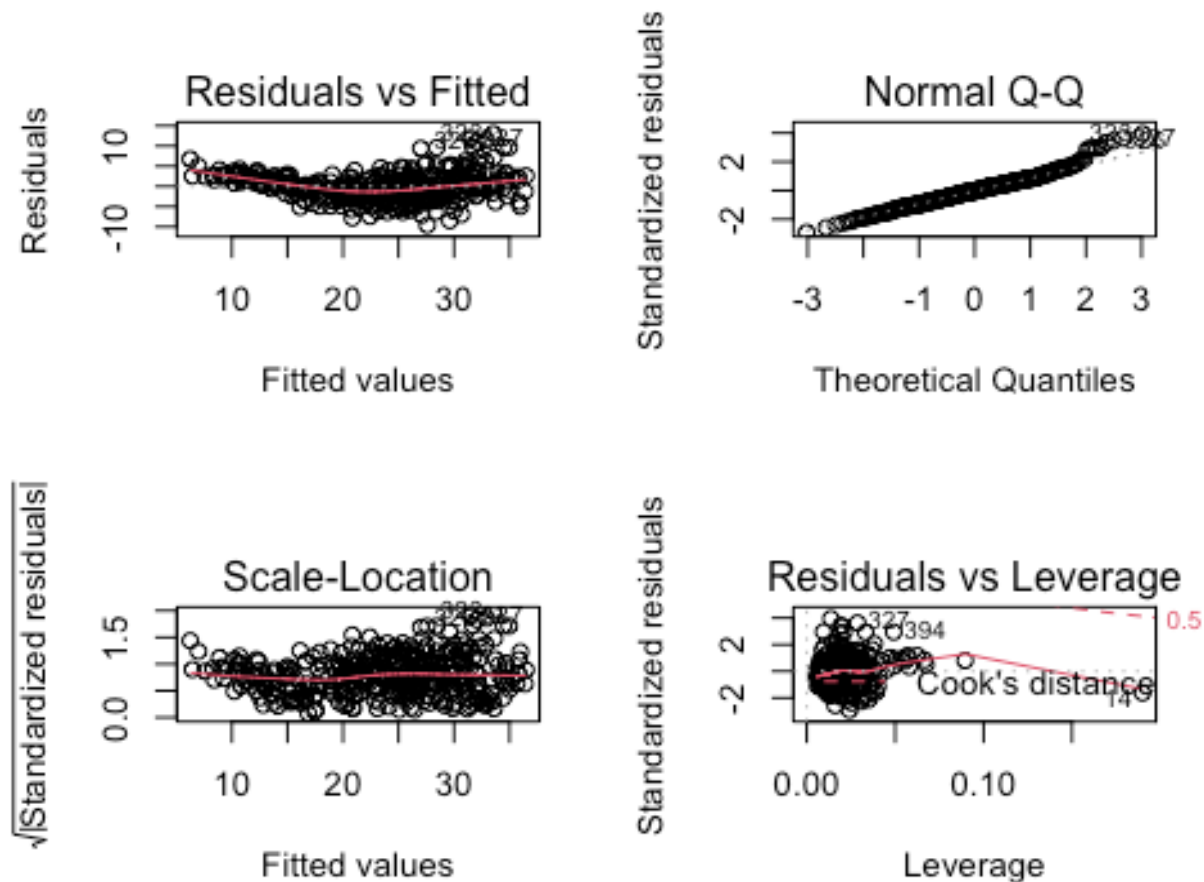 Residuals vs Fitted
Residuals
10
-10
10 20 30
Fitted values
Normal Q-Q
Standardized residuals
2
-2
-3 -1 0 1 2 3
Theoretical Quantiles
Scale-Location
√|Standardized residuals|
1.5
0.0
10 20 30
Fitted values
Residuals vs Leverage
Standardized residuals
2
-2
327
394
0.5
Cook's distance
14
0.00 0.10
Leverage